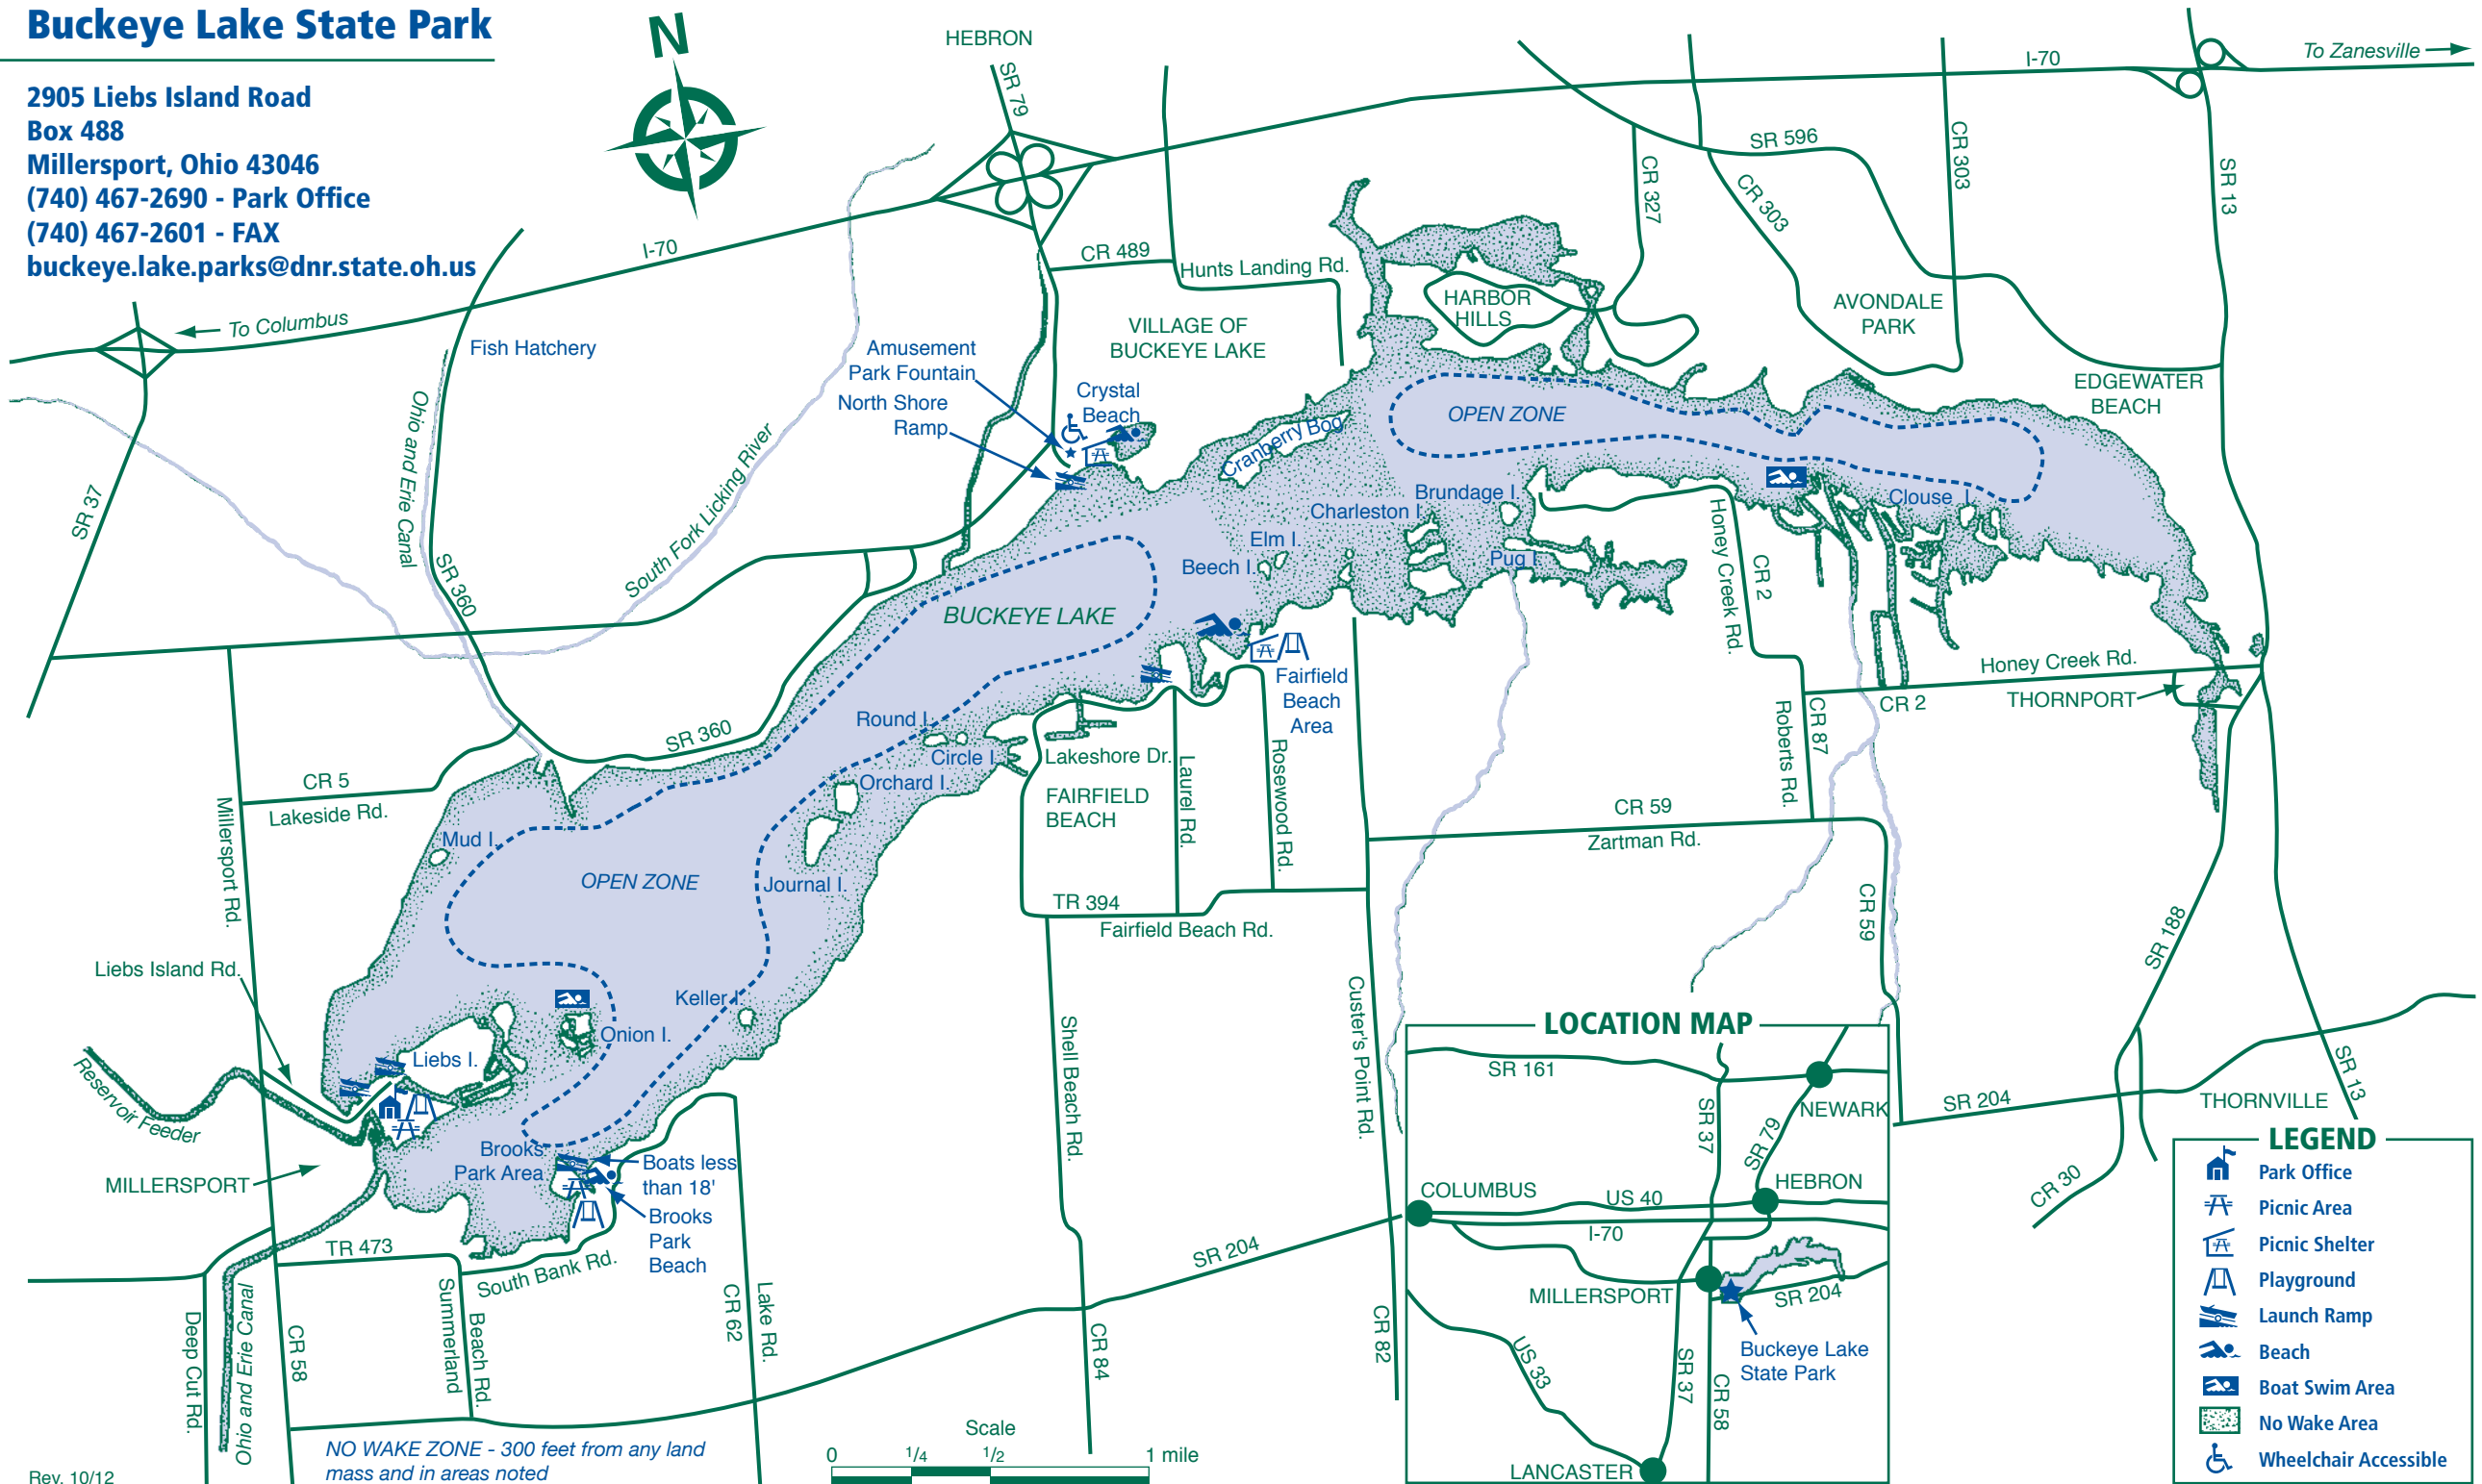 Buckeye Lake State Park
2905 Liebs Island Road
Box 488
Millersport, Ohio 43046
(740) 467-2690 - Park Office
(740) 467-2601 - FAX
buckeye.lake.parks@dnr.state.oh.us
N
HEBRON
SR 79
I-70
To Zanesville
SR 596
CR 303
CR 327
CR 303
SR 13
I-70
CR 489
Hunts Landing Rd.
HARBOR
HILLS
AVONDALE
PARK
To Columbus
Fish Hatchery
VILLAGE OF
BUCKEYE LAKE
Amusement
Park Fountain
Crystal
Beach
North Shore
Ramp
EDGEWATER
BEACH
OPEN ZONE
Cranberry Bog
Ohio and Erie Canal
South Fork Licking River
SR 37
SR 360
Brundage I.
Charleston I.
Clouse I.
Elm I.
Beech I.
Pug I.
Honey Creek Rd.
CR 2
BUCKEYE LAKE
Fairfield
Beach
Area
Honey Creek Rd.
CR 2
THORNPORT
Roberts Rd.
CR 87
SR 360
Round I.
Circle I.
Orchard I.
Lakeshore Dr.
Laurel Rd.
Rosewood Rd.
FAIRFIELD
BEACH
CR 5
Lakeside Rd.
Millersport Rd.
Mud I.
OPEN ZONE
Journal I.
CR 59
Zartman Rd.
CR 59
TR 394
Fairfield Beach Rd.
SR 188
Liebs Island Rd.
Keller I.
Onion I.
Liebs I.
Reservoir Feeder
Shell Beach Rd.
Custer's Point Rd.
MILLERSPORT
Brooks
Park Area
Boats less
than 18'
Brooks
Park
Beach
TR 473
South Bank Rd.
Summerland
Beach Rd.
Deep Cut Rd.
Ohio and Erie Canal
CR 58
CR 62
Lake Rd.
SR 204
CR 84
CR 82
LOCATION MAP
SR 161
NEWARK
SR 37
SR 79
HEBRON
COLUMBUS
US 40
I-70
MILLERSPORT
SR 204
Buckeye Lake
State Park
US 33
SR 37
CR 58
LANCASTER
SR 204
SR 13
THORNVILLE
CR 30
LEGEND
Park Office
Picnic Area
Picnic Shelter
Playground
Launch Ramp
Beach
Boat Swim Area
No Wake Area
Wheelchair Accessible
NO WAKE ZONE - 300 feet from any land
mass and in areas noted
Scale
0 1/4 1/2 1 mile
Rev. 10/12